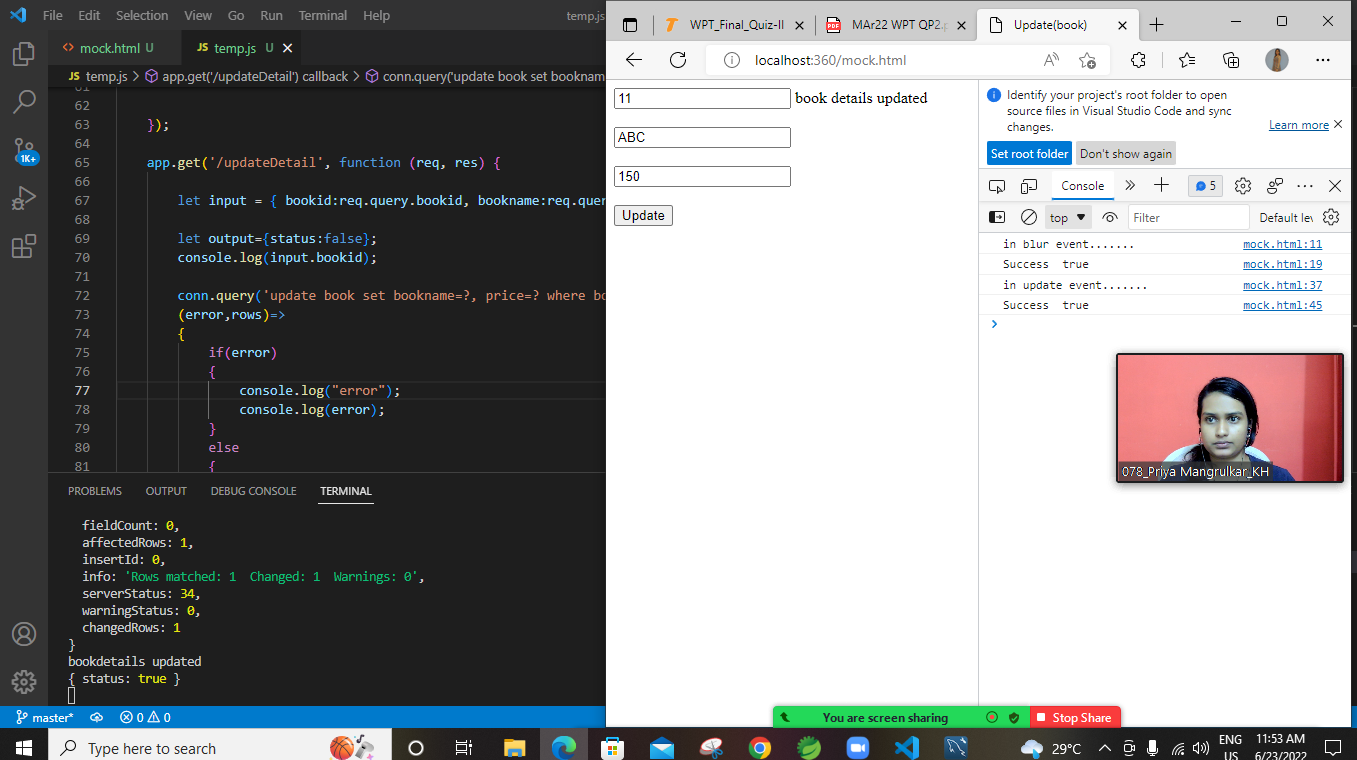 File Edit Selection View Go Run Terminal Help temp.js
mock.html U
JS temp.js U
JS temp.js > app.get('/updateDetail') callback > conn.query('update book set booknam
61
62
63 });
64
65 app.get('/updateDetail', function (req, res) {
66
67 let input = { bookid:req.query.bookid, bookname:req.quer
68
69 let output={status:false};
70 console.log(input.bookid);
71
72 conn.query('update book set bookname=?, price=? where bo
73 (error,rows)=>
74 {
75 if(error)
76 {
77 console.log("error");
78 console.log(error);
79 }
80 else
81 {
1K+
PROBLEMS OUTPUT DEBUG CONSOLE TERMINAL
fieldCount: 0,
affectedRows: 1,
insertId: 0,
info: 'Rows matched: 1 Changed: 1 Warnings: 0',
serverStatus: 34,
warningStatus: 0,
changedRows: 1
}
bookdetails updated
{ status: true }
master* 0 0
WPT_Final_Quiz-II
PDF MAr22 WPT QP2.p
Update(book)
localhost:360/mock.html
11 book details updated
ABC
150
Update
Identify your project's root folder to open
source files in Visual Studio Code and sync
changes.
Learn more
Set root folder Don't show again
Console 5
top Filter Default lev
in blur event....... mock.html:11
Success true mock.html:19
in update event....... mock.html:37
Success true mock.html:45
078_Priya Mangrulkar_KH
You are screen sharing Stop Share
Type here to search
29°C
ENG
US
11:53 AM
6/23/2022